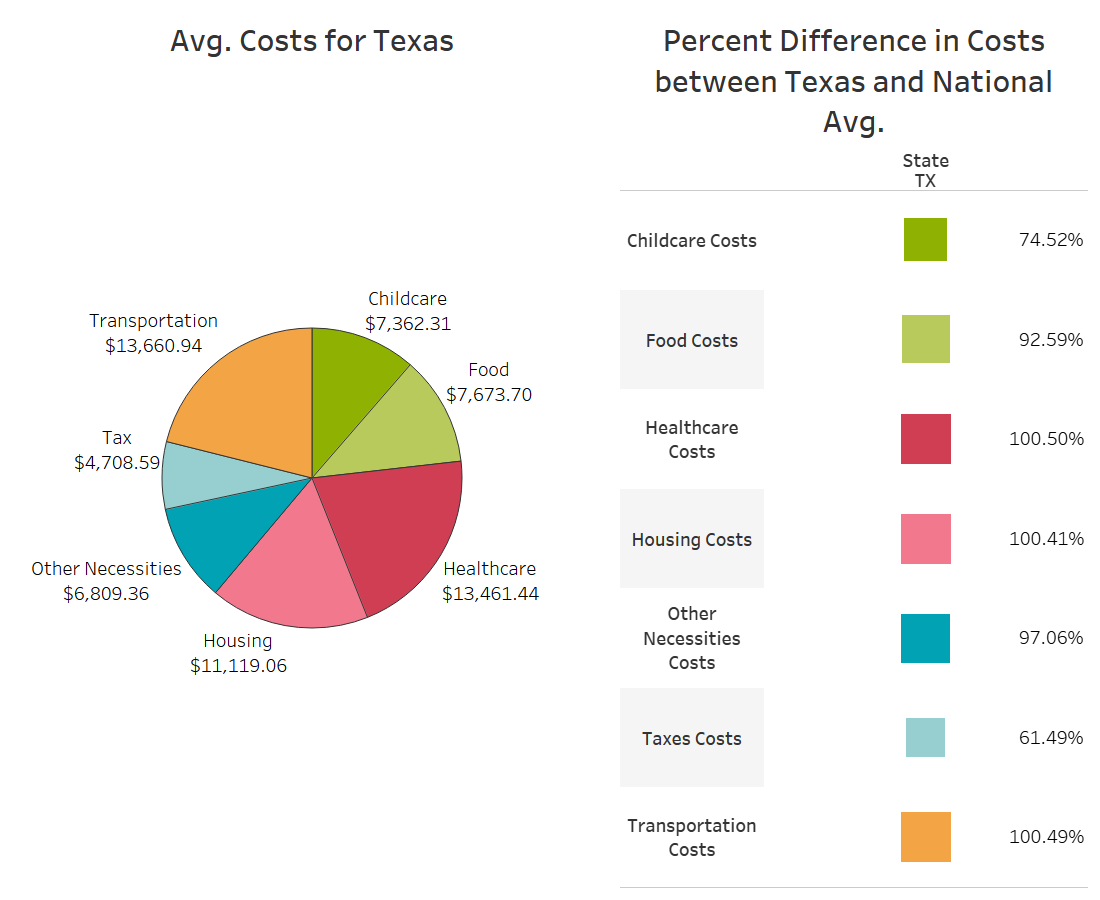 Avg. Costs for Texas
Childcare
$7,362.31
Food
$7,673.70
Healthcare
$13,461.44
Housing
$11,119.06
Other Necessities
$6,809.36
Tax
$4,708.59
Transportation
$13,660.94
Percent Difference in Costs
between Texas and National
Avg.
State
TX
Childcare Costs 74.52%
Food Costs 92.59%
Healthcare
Costs 100.50%
Housing Costs 100.41%
Other
Necessities 97.06%
Costs
Taxes Costs 61.49%
Transportation
Costs 100.49%